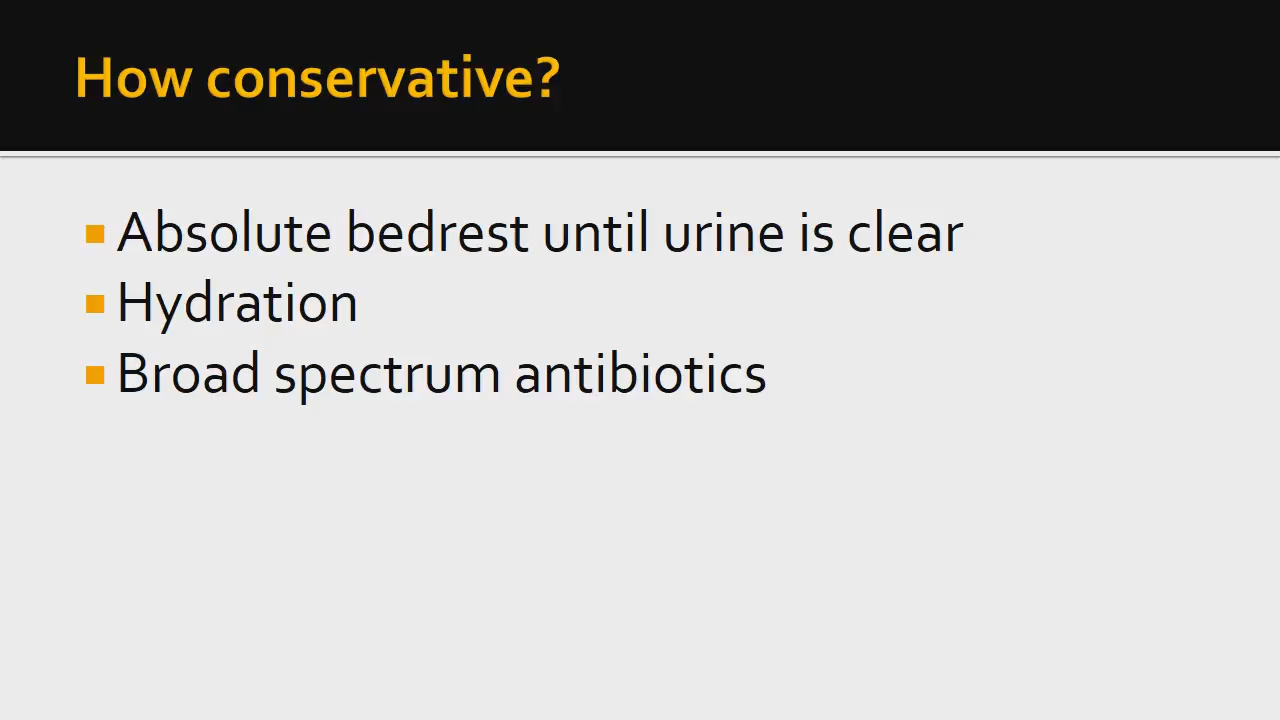 How conservative?
Absolute bedrest until urine is clear
Hydration
Broad spectrum antibiotics